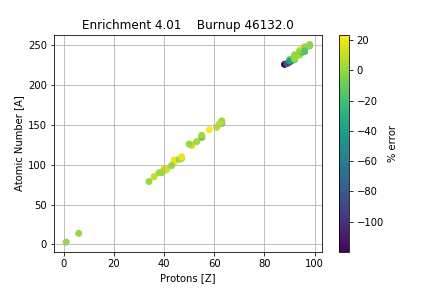 Enrichment 4.01    Burnup 46132.0
Atomic Number [A]
250
200
150
100
50
0
0 20 40 60 80 100
Protons [Z]
20
0
−20
−40
−60
−80
−100
% error